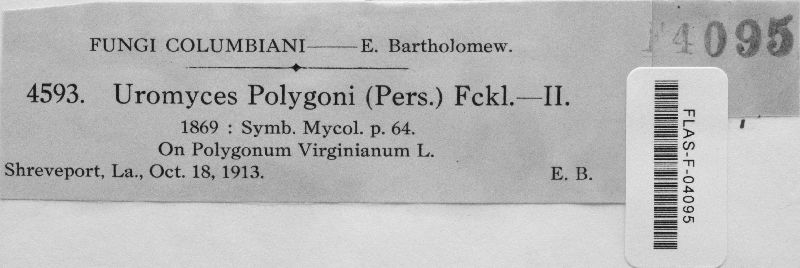 FUNGI COLUMBIANI——E. Bartholomew.
F4095
4593. Uromyces Polygoni (Pers.) Fckl.—II.
1869 : Symb. Mycol. p. 64.
On Polygonum Virginianum L.
Shreveport, La., Oct. 18, 1913. E. B.
FLAS-F-04095